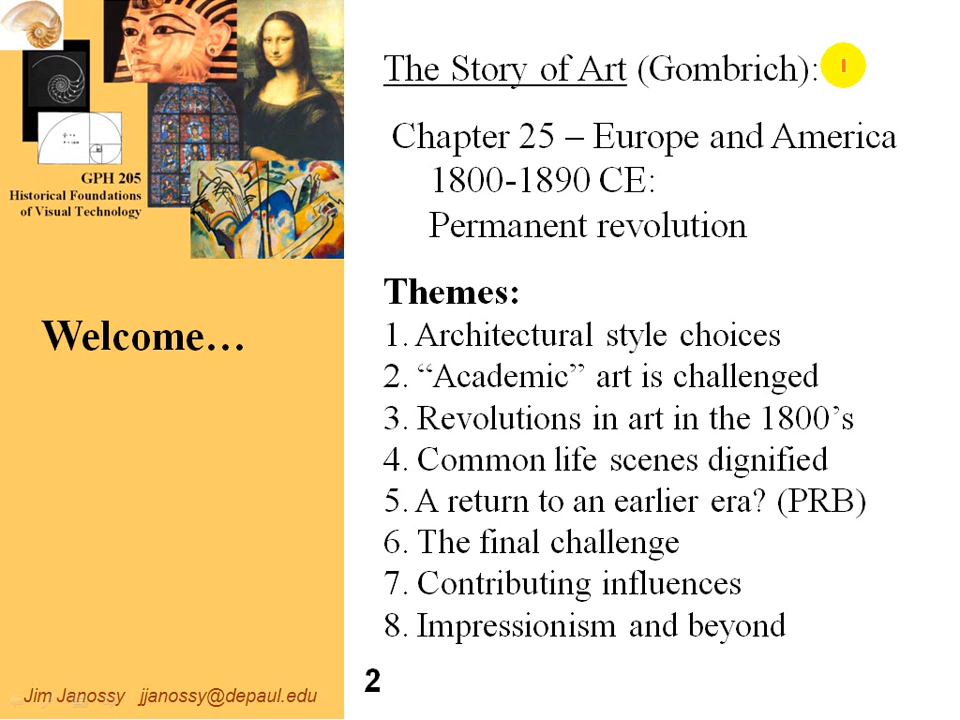 GPH 205
Historical Foundations
of Visual Technology
Welcome…
Jim Janossy jjanossy@depaul.edu
The Story of Art (Gombrich):
Chapter 25 – Europe and America
1800-1890 CE:
Permanent revolution
Themes:
1. Architectural style choices
2. “Academic” art is challenged
3. Revolutions in art in the 1800’s
4. Common life scenes dignified
5. A return to an earlier era? (PRB)
6. The final challenge
7. Contributing influences
8. Impressionism and beyond
2